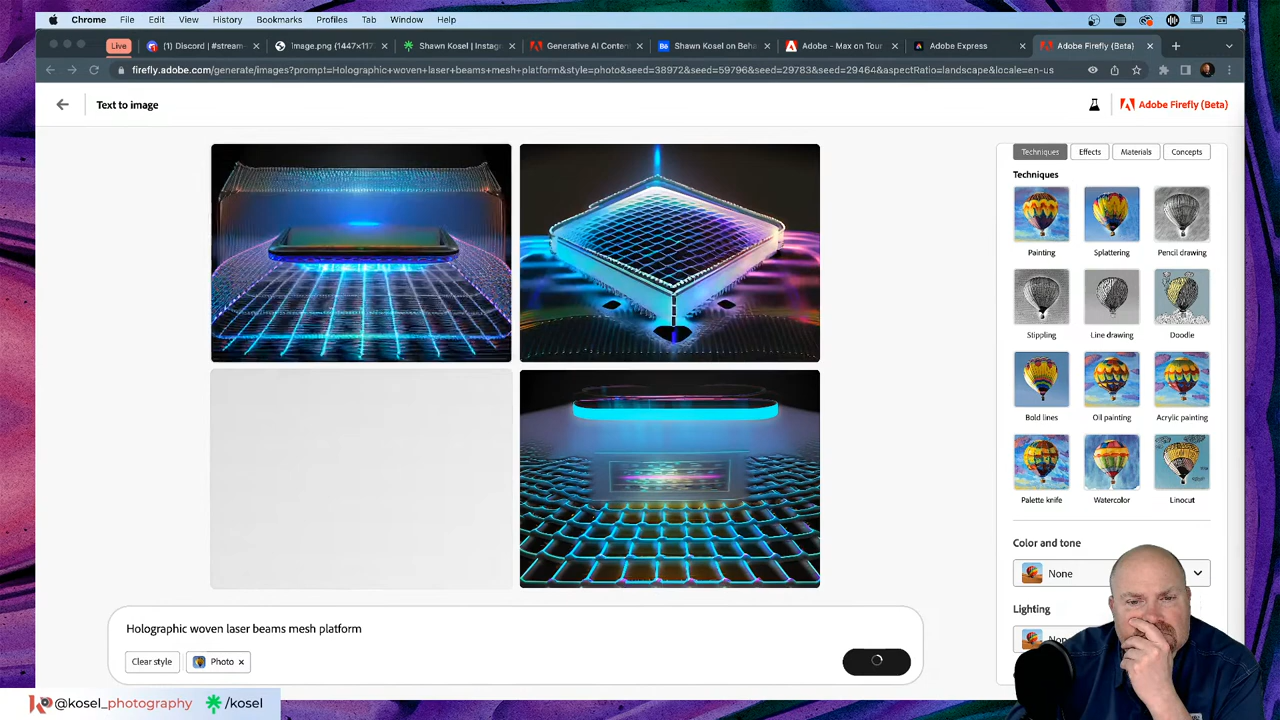 Chrome File Edit View History Bookmarks Profiles Tab Window Help
Live (1) Discord | #stream- image.png (1447×117 Shawn Kosel | Instag Generative AI Conten Shawn Kosel on Beha Adobe - Max on Tour Adobe Express Adobe Firefly (Beta)
firefly.adobe.com/generate/images?prompt=Holographic+woven+laser+beams+mesh+platform&style=photo&seed=38972&seed=59796&seed=29783&seed=29464&aspectRatio=landscape&locale=en-us
Text to image
Adobe Firefly (Beta)
Techniques Effects Materials Concepts
Techniques
Painting Splattering Pencil drawing
Stippling Line drawing Doodle
Bold lines Oil painting Acrylic painting
Palette knife Watercolor Linocut
Color and tone
None
Lighting
Holographic woven laser beams mesh platform
Clear style Photo
@kosel_photography /kosel